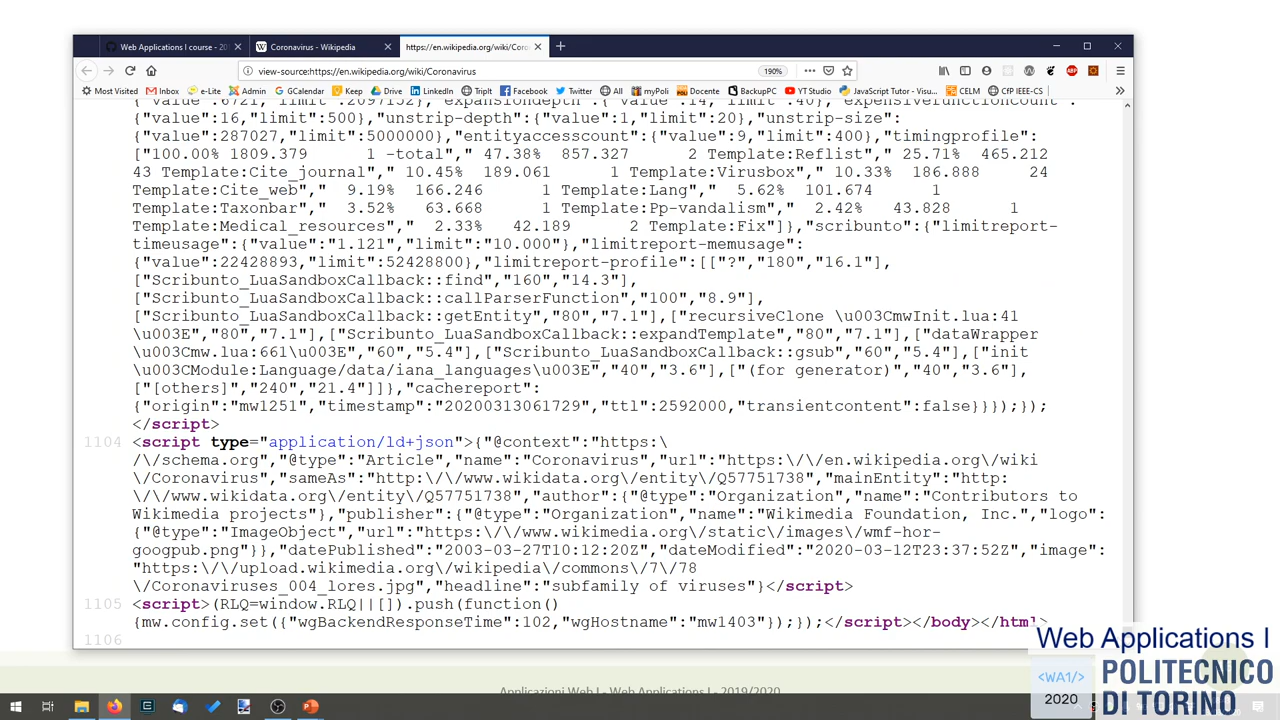 Web Applications I course - 20
Coronavirus - Wikipedia
https://en.wikipedia.org/wiki/Coro
view-source:https://en.wikipedia.org/wiki/Coronavirus
190%
Most Visited Inbox e-Lite Admin GCalendar Keep Drive LinkedIn TripIt Facebook Twitter All myPoli Docente BackupPC YT Studio JavaScript Tutor - Visu... CELM CfP IEEE-CS
{"value":6721,"limit":2097152},"expansiondepth":{"value":14,"limit":40},"expensivefunctioncount":
{"value":16,"limit":500},"unstrip-depth":{"value":1,"limit":20},"unstrip-size":
{"value":287027,"limit":5000000},"entityaccesscount":{"value":9,"limit":400},"timingprofile":
["100.00% 1809.379 1 -total"," 47.38% 857.327 2 Template:Reflist"," 25.71% 465.212
43 Template:Cite_journal"," 10.45% 189.061 1 Template:Virusbox"," 10.33% 186.888 24
Template:Cite_web"," 9.19% 166.246 1 Template:Lang"," 5.62% 101.674 1
Template:Taxonbar"," 3.52% 63.668 1 Template:Pp-vandalism"," 2.42% 43.828 1
Template:Medical_resources"," 2.33% 42.189 2 Template:Fix"]},"scribunto":{"limitreport-
timeusage":{"value":"1.121","limit":"10.000"},"limitreport-memusage":
{"value":22428893,"limit":52428800},"limitreport-profile":[["?","180","16.1"],
["Scribunto_LuaSandboxCallback::find","160","14.3"],
["Scribunto_LuaSandboxCallback::callParserFunction","100","8.9"],
["Scribunto_LuaSandboxCallback::getEntity","80","7.1"],["recursiveClone \u003CmwInit.lua:41
\u003E","80","7.1"],["Scribunto_LuaSandboxCallback::expandTemplate","80","7.1"],["dataWrapper
\u003Cmw.lua:661\u003E","60","5.4"],["Scribunto_LuaSandboxCallback::gsub","60","5.4"],["init
\u003CModule:Language/data/iana_languages\u003E","40","3.6"],["(for generator)","40","3.6"],
["[others]","240","21.4"]]},"cachereport":
{"origin":"mw1251","timestamp":"20200313061729","ttl":2592000,"transientcontent":false}}});});
</script>
1104 <script type="application/ld+json">{"@context":"https:\
/\/schema.org","@type":"Article","name":"Coronavirus","url":"https:\/\/en.wikipedia.org\/wiki
\/Coronavirus","sameAs":"http:\/\/www.wikidata.org\/entity\/Q57751738","mainEntity":"http:
\/\/www.wikidata.org\/entity\/Q57751738","author":{"@type":"Organization","name":"Contributors to
Wikimedia projects"},"publisher":{"@type":"Organization","name":"Wikimedia Foundation, Inc.","logo":
{"@type":"ImageObject","url":"https:\/\/www.wikimedia.org\/static\/images\/wmf-hor-
googpub.png"}},"datePublished":"2003-03-27T10:12:20Z","dateModified":"2020-03-12T23:37:52Z","image":
"https:\/\/upload.wikimedia.org\/wikipedia\/commons\/7\/78
\/Coronaviruses_004_lores.jpg","headline":"subfamily of viruses"}</script>
1105 <script>(RLQ=window.RLQ||[]).push(function()
{mw.config.set({"wgBackendResponseTime":102,"wgHostname":"mw1403"});});</script></body></html>
1106
Web Applications I
<WA1/>
2020
POLITECNICO
DI TORINO
Applicazioni Web I - Web Applications I - 2019/2020